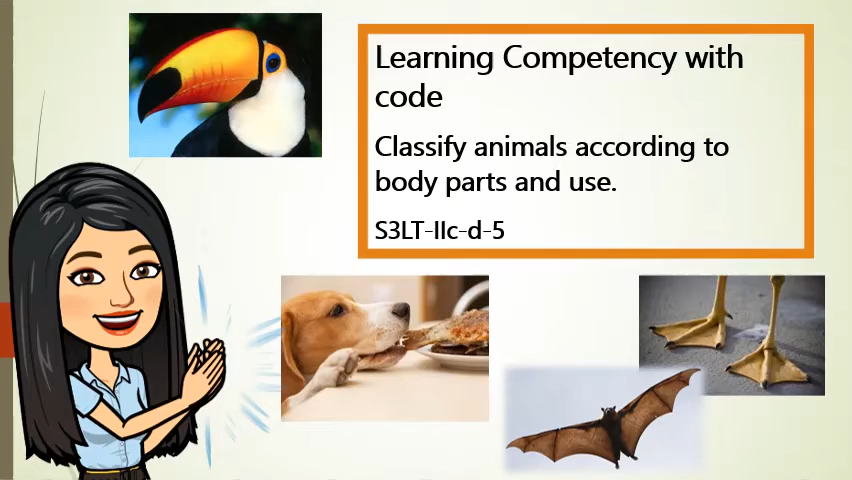 Learning Competency with
code
Classify animals according to
body parts and use.
S3LT-IIc-d-5